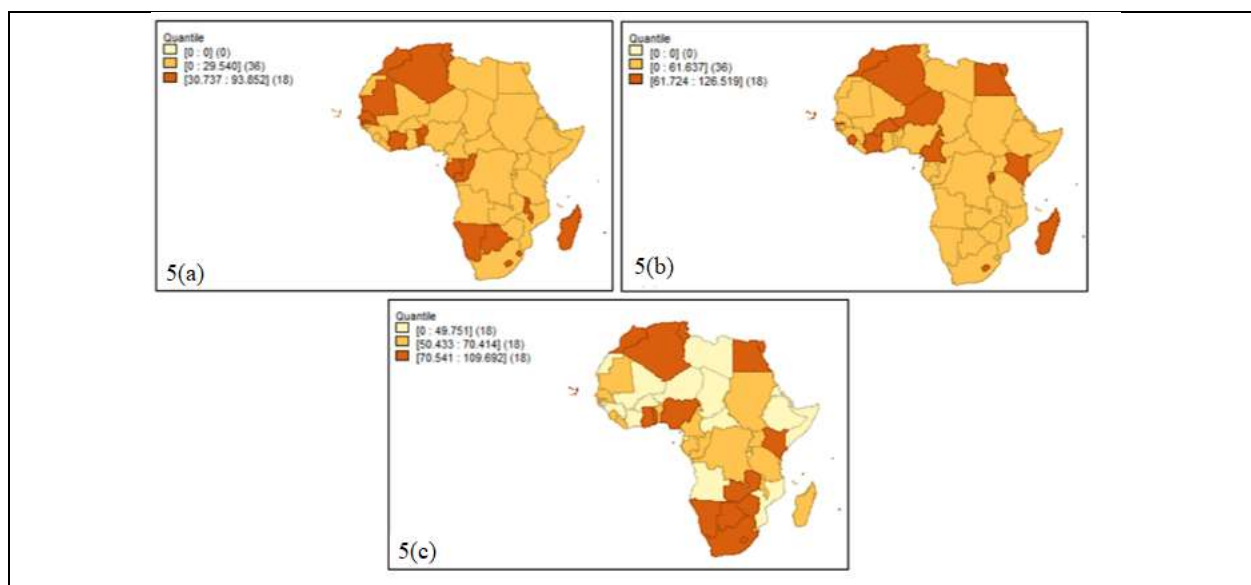 Quantile
[0 : 0] (0)
[0 : 29.540] (36)
[30.737 : 93.852] (18)
5(a)
Quantile
[0 : 0] (0)
[0 : 61.637] (36)
[61.724 : 126.519] (18)
5(b)
Quantile
[0 : 49.751] (18)
[50.433 : 70.414] (18)
[70.541 : 109.692] (18)
5(c)